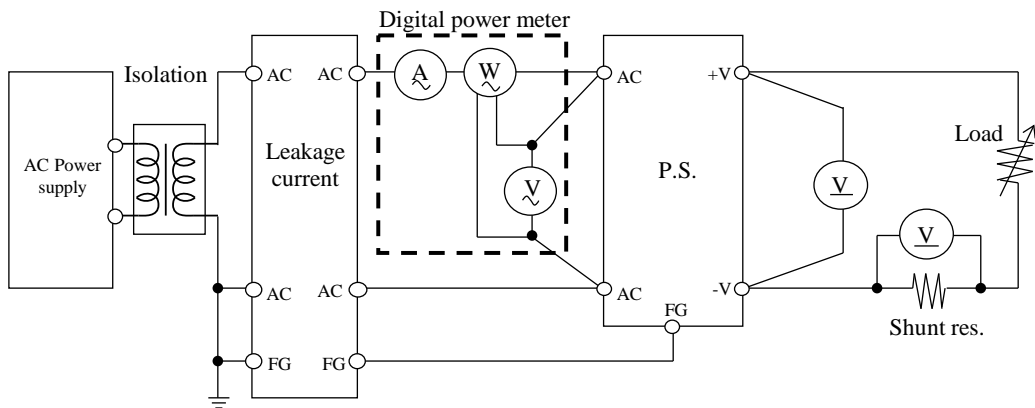 Digital power meter
Isolation
AC
AC
A
W
AC
+V
AC Power
supply
Leakage
current
V
P.S.
V
Load
V
AC
AC
AC
-V
FG
Shunt res.
FG
FG